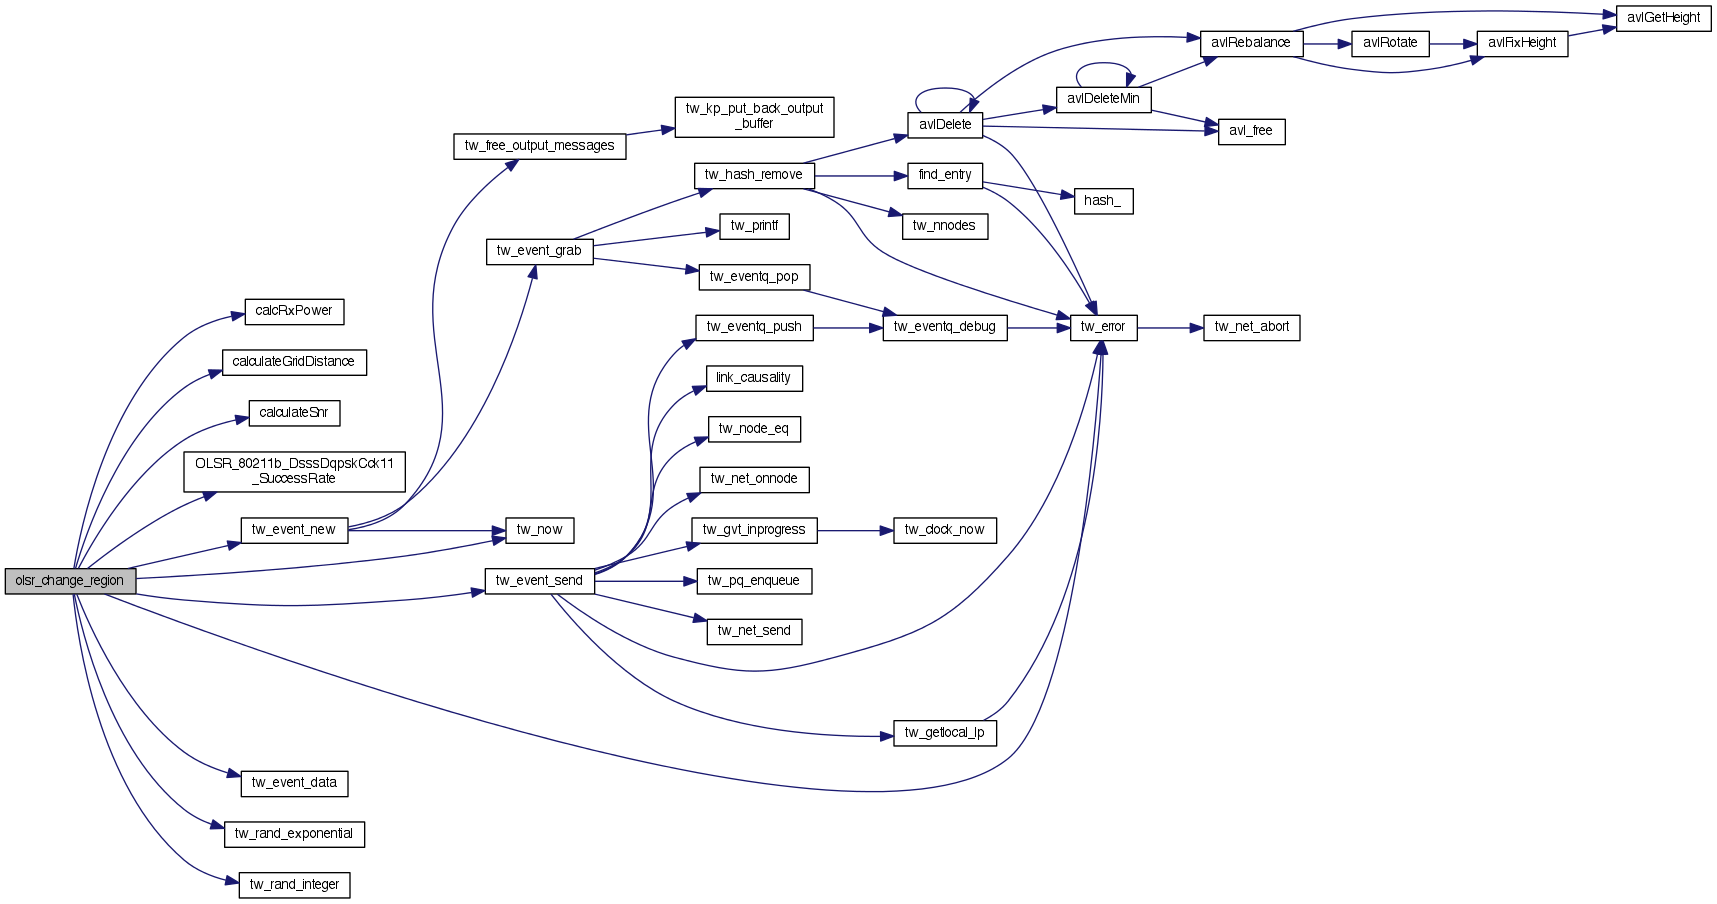 avlGetHeight
avlRebalance
avlRotate
avlFixHeight
avlDeleteMin
tw_kp_put_back_output
_buffer
avlDelete
avl_free
tw_free_output_messages
tw_hash_remove
find_entry
hash_
tw_printf
tw_nnodes
tw_event_grab
tw_eventq_pop
calcRxPower
tw_eventq_push
tw_eventq_debug
tw_error
tw_net_abort
calculateGridDistance
link_causality
calculateSnr
tw_node_eq
OLSR_80211b_DsssDqpskCck11
_SuccessRate
tw_net_onnode
tw_event_new
tw_now
tw_gvt_inprogress
tw_clock_now
olsr_change_region
tw_event_send
tw_pq_enqueue
tw_net_send
tw_getlocal_lp
tw_event_data
tw_rand_exponential
tw_rand_integer